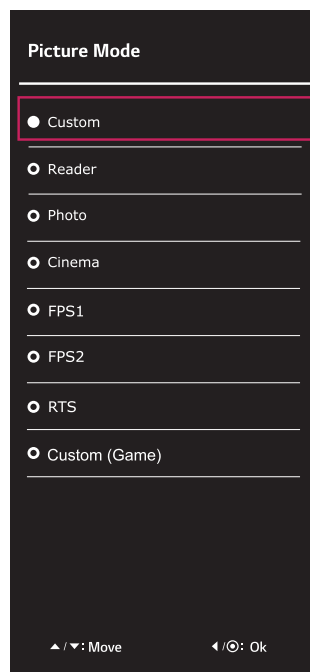 Picture Mode
Custom
Reader
Photo
Cinema
FPS1
FPS2
RTS
Custom (Game)
▲/▼: Move ◀/⦿: Ok